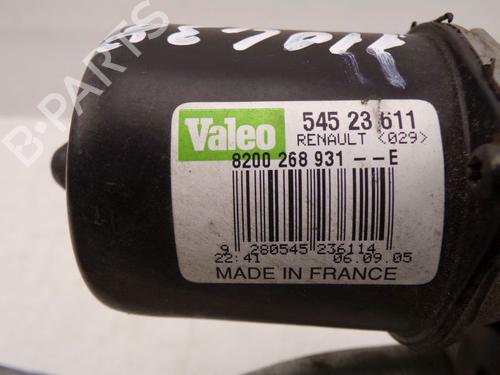 B-PARTS
Valeo
545 23 611
RENAULT <029>
8200 268 931 -- E
9 280545 236114
22:41 06.09.05
MADE IN FRANCE